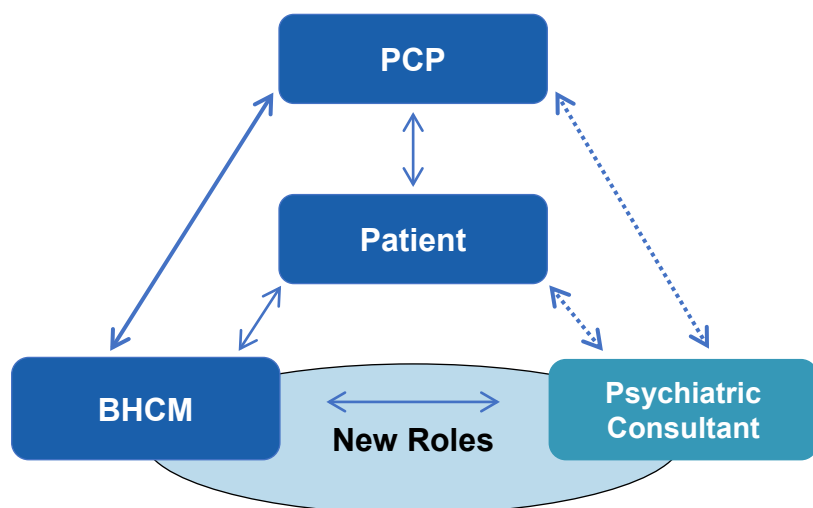 PCP
Patient
BHCM
New Roles
Psychiatric
Consultant